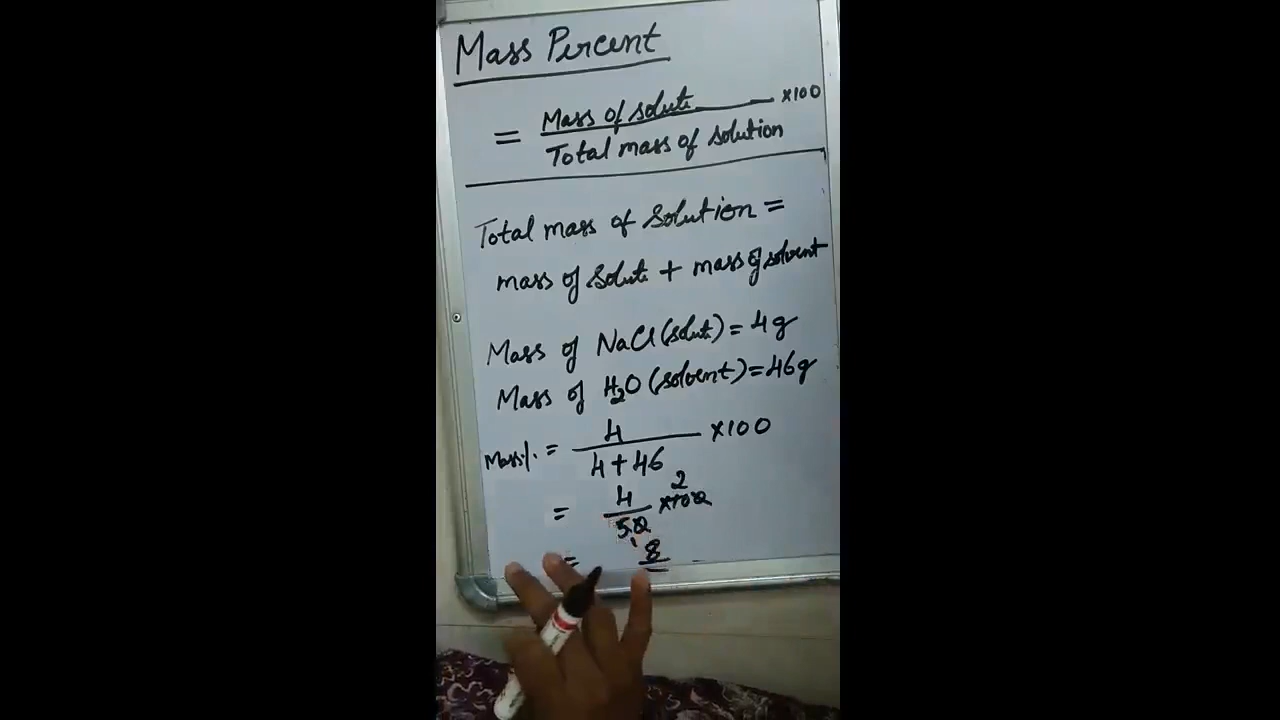 Mass Percent
= Mass of solute ×100
Total mass of solution
Total mass of solution =
mass of solute + mass of solvent
Mass of NaCl (solute) = 4g
Mass of H₂O (solvent) = 46g
Mass%. = 4 ×100
4+46
2
= 4 ×100
50
1
= 8